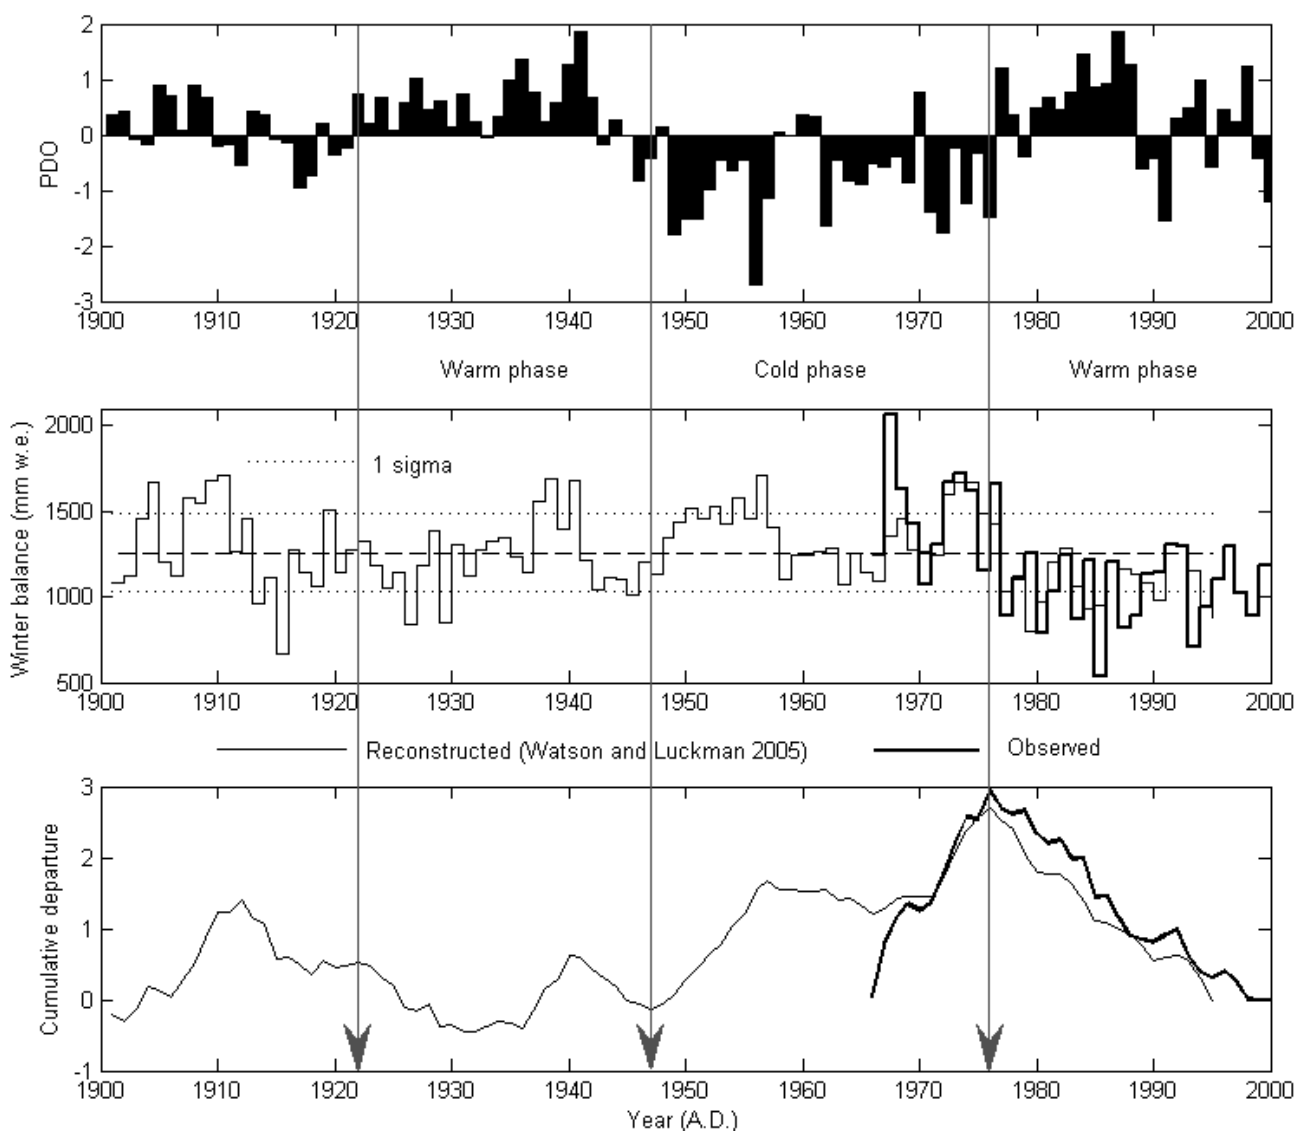 2
1
0
-1
-2
-3
PDO
1900 1910 1920 1930 1940 1950 1960 1970 1980 1990 2000
Warm phase Cold phase Warm phase
2000
1500
1000
500
Winter balance (mm w.e.)
1 sigma
1900 1910 1920 1930 1940 1950 1960 1970 1980 1990 2000
Reconstructed (Watson and Luckman 2005) Observed
3
2
1
0
-1
Cumulative departure
1900 1910 1920 1930 1940 1950 1960 1970 1980 1990 2000
Year (A.D.)